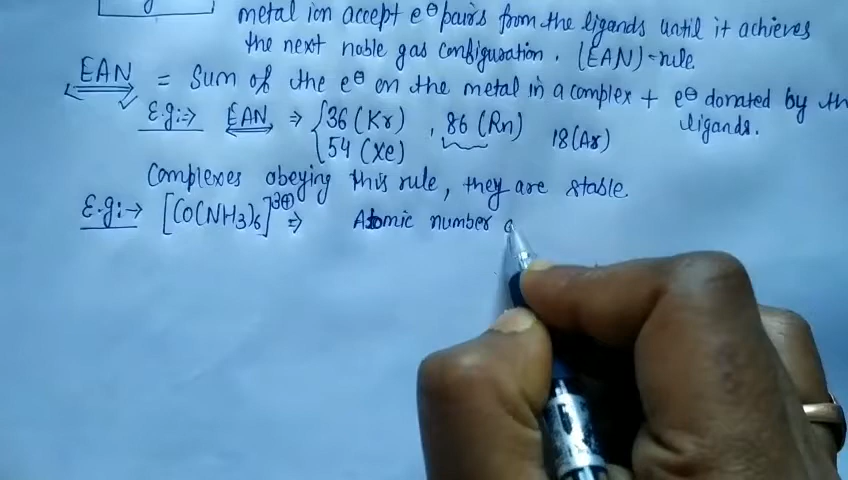 metal ion accept e⊖ pairs from the ligands until it achieves
the next noble gas configuration. (EAN)-rule.
EAN = Sum of the e⊖ on the metal in a complex + e⊖ donated by th
ligands.
E.g:→ EAN ⇒ { 36 (Kr) , 86 (Rn) 18 (Ar)
54 (Xe)
Complexes obeying this rule, they are stable.
E.g:→ [Co(NH3)6]3⊕ ⇒ Atomic number